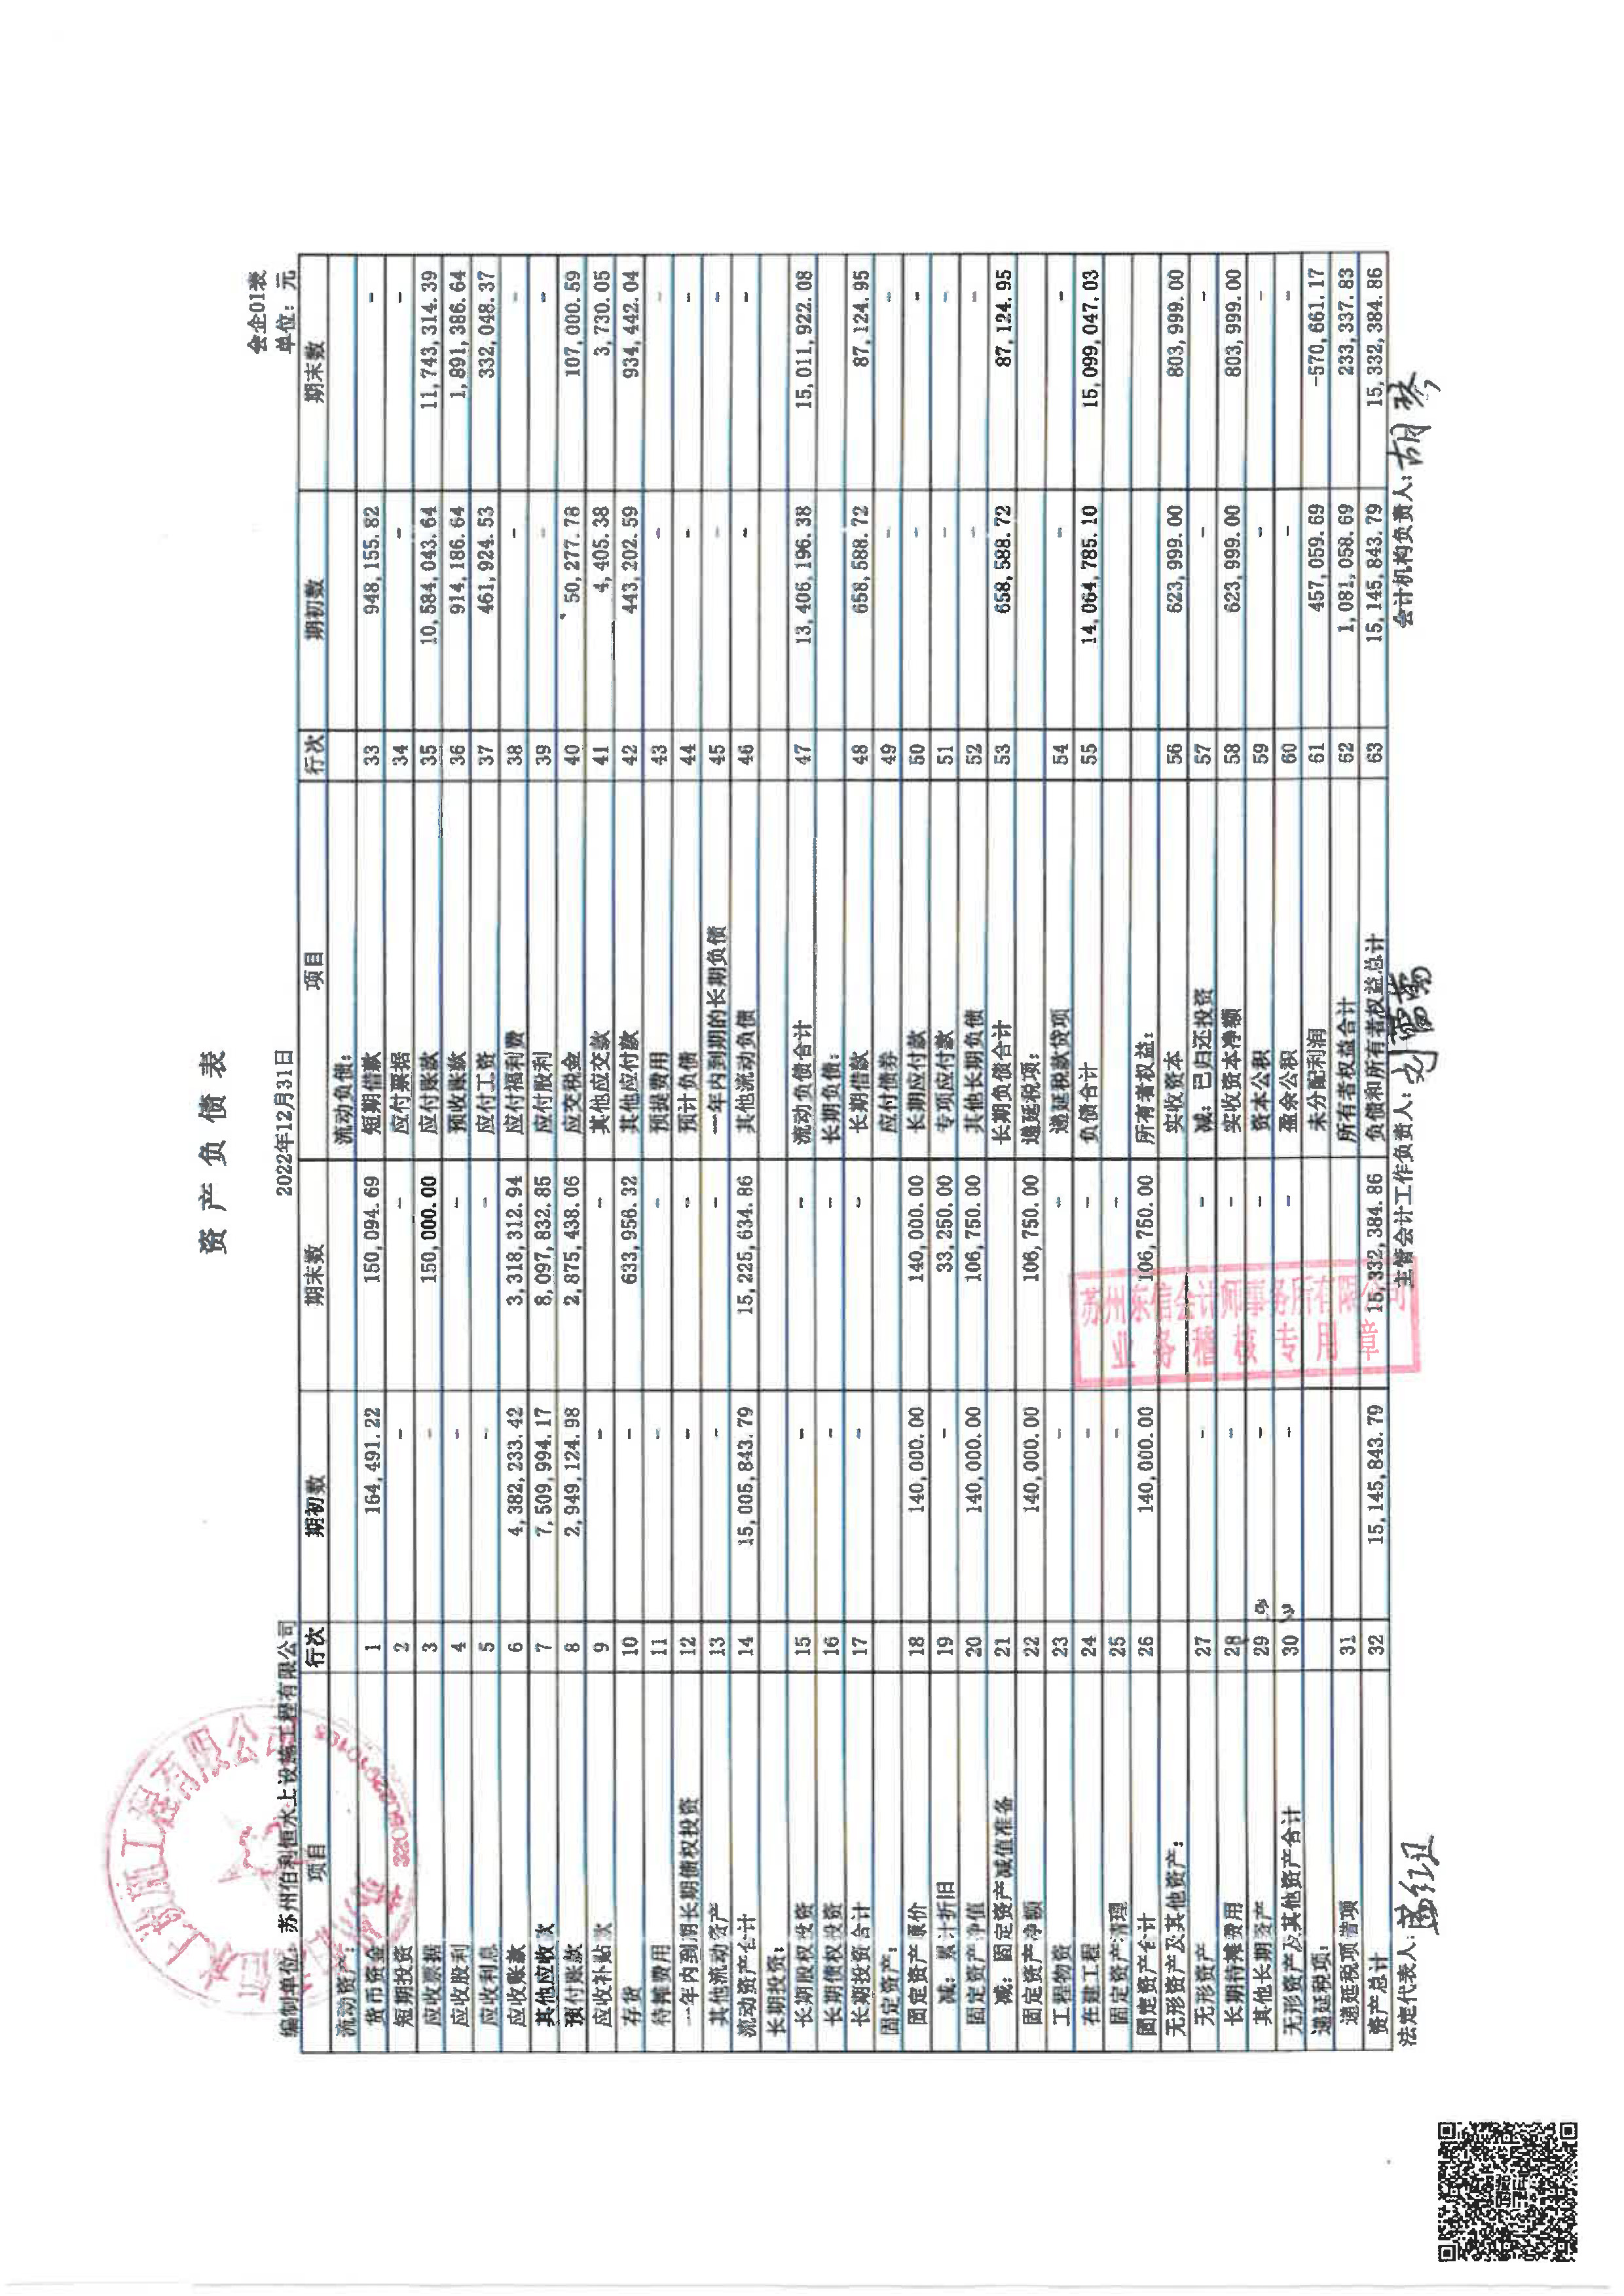 资产负债表
会企01表
2022年12月31日
编制单位：苏州伯利恒水上设施工程有限公司 单位：元
项目 行次 期初数 期末数 项目 行次 期初数 期末数
流动资产： 流动负债：
货币资金 1 164,491.22 150,094.69 短期借款 33 948,155.82 -
短期投资 2 - - 应付票据 34 - -
应收票据 3 - 150,000.00 应付账款 35 10,584,043.64 11,743,314.39
应收股利 4 - - 预收账款 36 914,186.64 1,891,386.64
应收利息 5 - - 应付工资 37 461,924.53 332,048.37
应收账款 6 4,382,233.42 3,318,312.94 应付福利费 38 - -
其他应收 7 7,509,994.17 8,097,832.85 应付股利 39 - -
预付账款 8 2,949,124.98 2,875,438.06 应交税金 40 50,277.78 107,000.59
应收补贴 9 - - 其他应交款 41 4,405.38 3,730.05
存货 10 - 633,956.32 其他应付款 42 443,202.59 934,442.04
待摊费用 11 - - 预提费用 43 - -
一年内到期长期债权投资 12 - - 预计负债 44 - -
其他流动资产 13 - - 一年内到期的长期负债 45 - -
流动资产合计 14 15,005,843.79 15,225,634.86 其他流动负债 46 - -
长期投资：
长期股权投资 15 - - 流动负债合计 47 13,406,196.38 15,011,922.08
长期债权投资 16 - - 长期负债：
长期投资合计 17 - - 长期借款 48 658,588.72 87,124.95
固定资产： 应付债券 49 - -
固定资产原价 18 140,000.00 140,000.00 长期应付款 50 - -
减：累计折旧 19 - 33,250.00 专项应付款 51 - -
固定资产净值 20 140,000.00 106,750.00 其他长期负债 52 - -
减：固定资产减值准备 21 长期负债合计 53 658,588.72 87,124.95
固定资产净额 22 140,000.00 106,750.00 递延税项：
工程物资 23 - - 递延税款贷项 54 - -
在建工程 24 - - 负债合计 55 14,064,785.10 15,099,047.03
固定资产清理 25 - -
固定资产合计 26 140,000.00 106,750.00 所有者权益：
无形资产及其他资产： 实收资本 56 623,999.00 803,999.00
无形资产 27 - - 减：已归还投资 57 - -
长期待摊费用 28 - - 实收资本净额 58 623,999.00 803,999.00
其他长期资产 29 - - 资本公积 59 - -
无形资产及其他资产合计 30 - - 盈余公积 60 - -
递延税项： 未分配利润 61 457,059.69 -570,661.17
递延税项借项 31 所有者权益合计 62 1,081,058.69 233,337.83
资产总计 32 15,145,843.79 15,332,384.86 负债和所有者权益总计 63 15,145,843.79 15,332,384.86
法定代表人： 主管会计工作负责人： 会计机构负责人：胡琴
苏州东信会计师事务所有限公司
业务稽核专用章